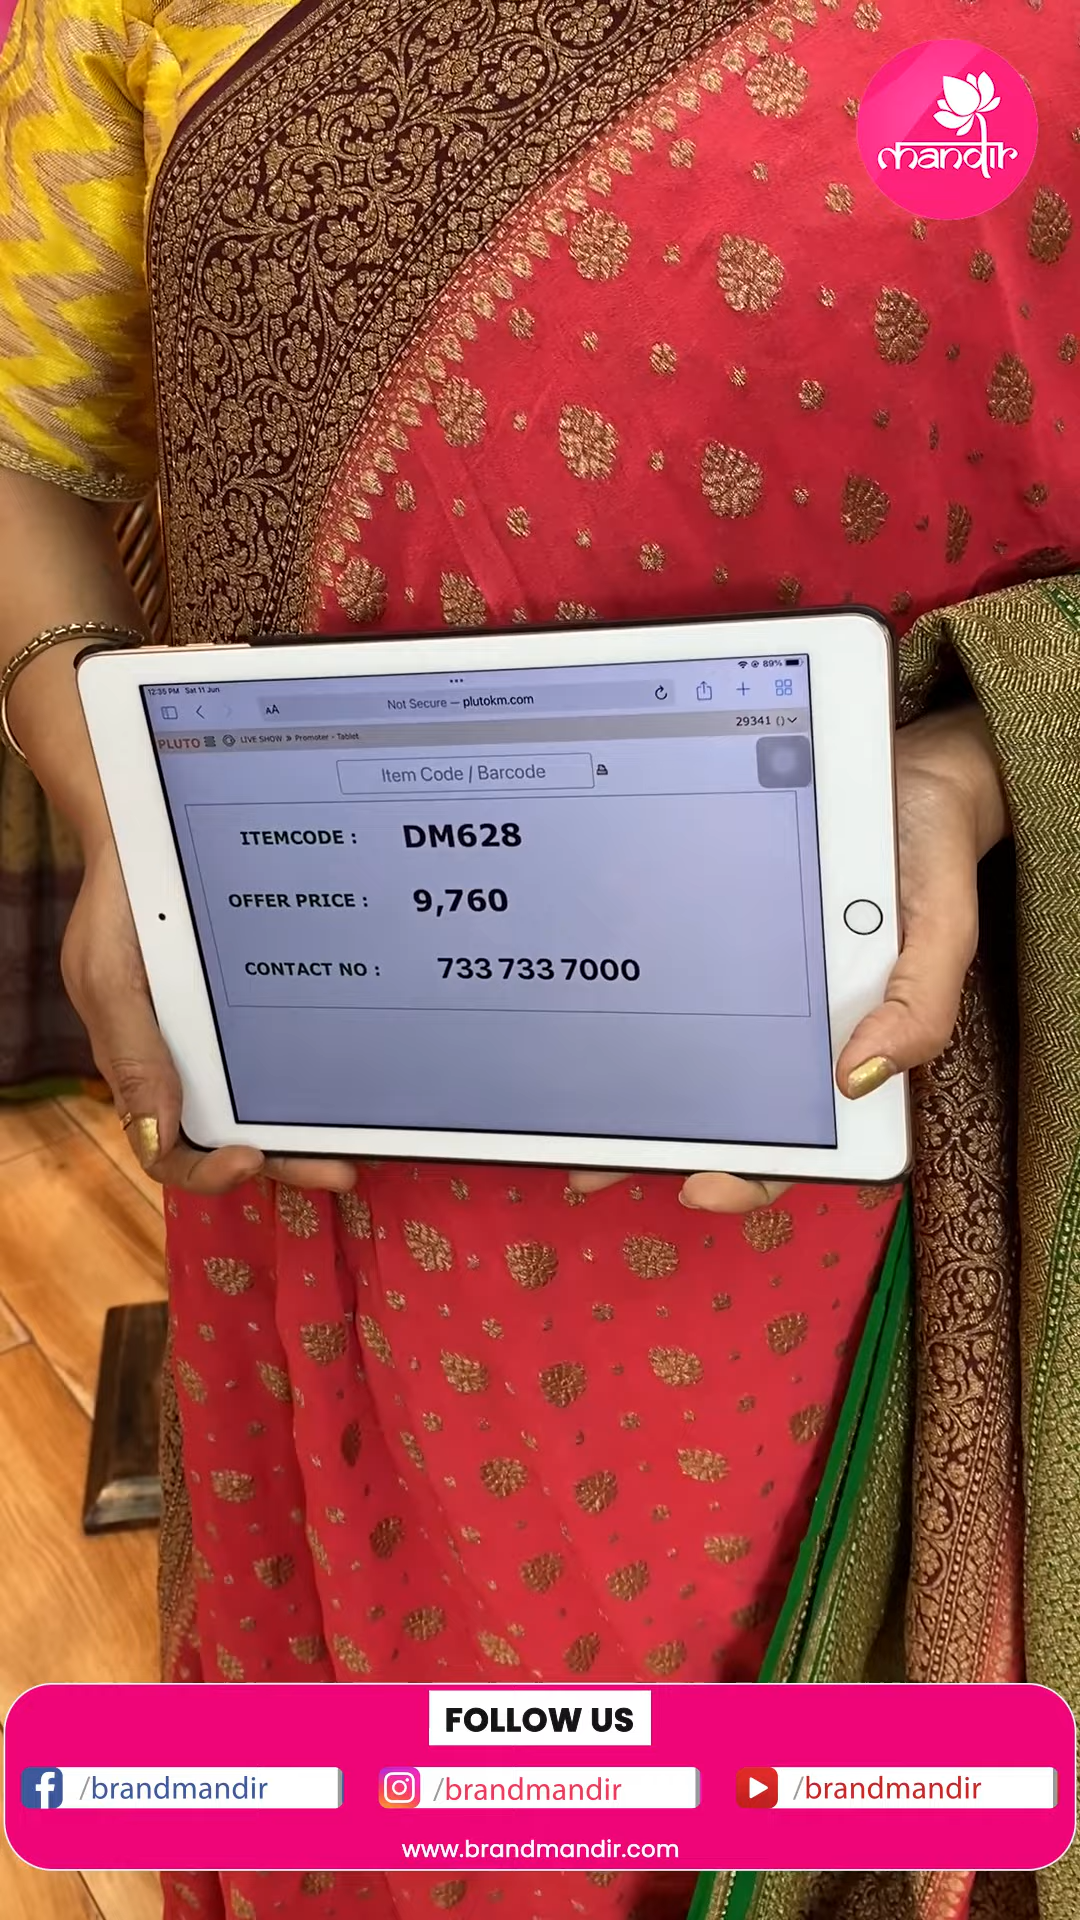 mandir
12:35 PM Sat 11 Jun
89%
AA
Not Secure — plutokm.com
29341 ()
PLUTO
LIVE SHOW » Promoter - Tablet
Item Code / Barcode
ITEMCODE : DM628
OFFER PRICE : 9,760
CONTACT NO : 733 733 7000
FOLLOW US
/brandmandir /brandmandir /brandmandir
www.brandmandir.com